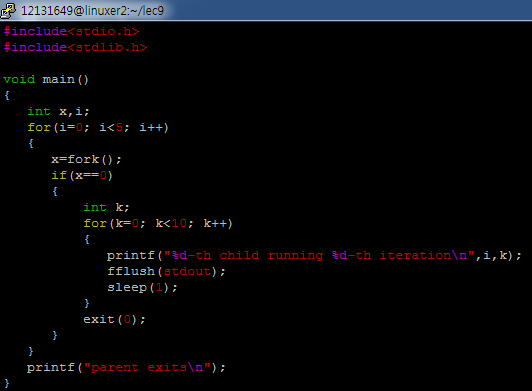 12131649@linuxer2:~/lec9
#include<stdio.h>
#include<stdlib.h>
void main()
{
int x,i;
for(i=0; i<5; i++)
{
x=fork();
if(x==0)
{
int k;
for(k=0; k<10; k++)
{
printf("%d-th child running %d-th iteration\n",i,k);
fflush(stdout);
sleep(1);
}
exit(0);
}
}
printf("parent exits\n");
}